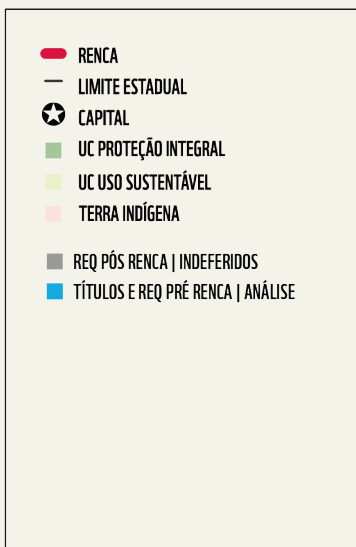 RENCA
LIMITE ESTADUAL
CAPITAL
UC PROTEÇÃO INTEGRAL
UC USO SUSTENTÁVEL
TERRA INDÍGENA
REQ PÓS RENCA | INDEFERIDOS
TÍTULOS E REQ PRÉ RENCA | ANÁLISE